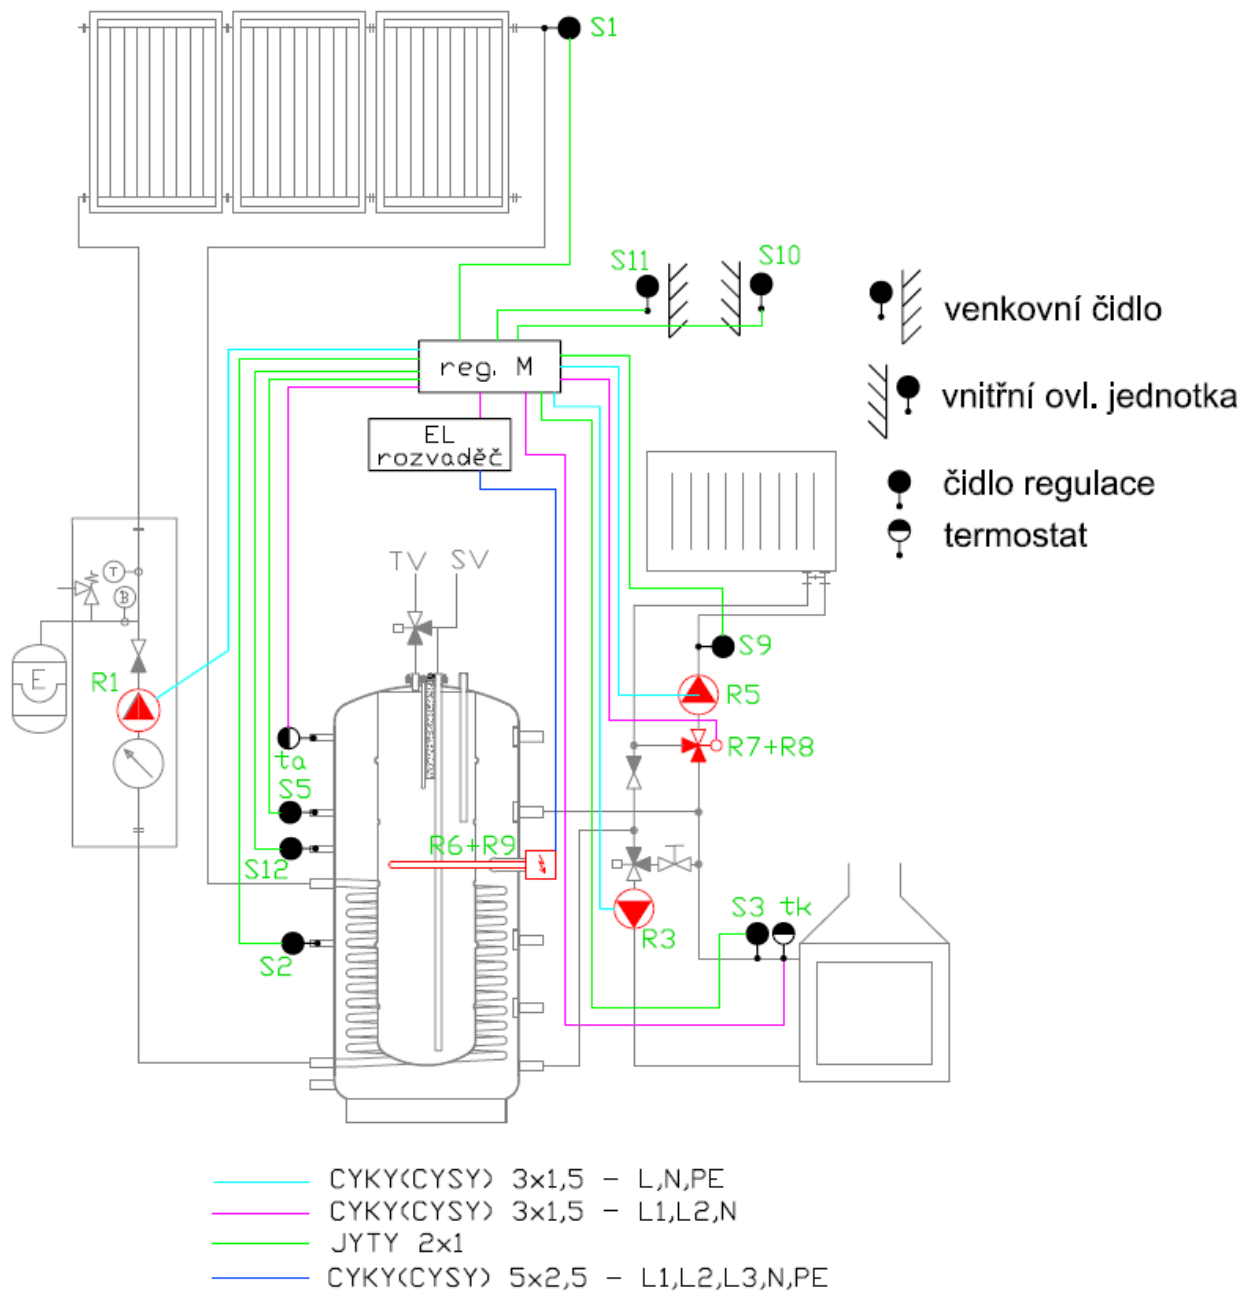 S1
S11
S10
venkovní čidlo
reg. M
vnitřní ovl. jednotka
EL
rozvaděč
čidlo regulace
termostat
TV
SV
T
B
S9
E
R1
R5
R7+R8
ta
S5
R6+R9
S12
S3
tk
R3
S2
CYKY(CYSY) 3x1,5 - L,N,PE
CYKY(CYSY) 3x1,5 - L1,L2,N
JYTY 2x1
CYKY(CYSY) 5x2,5 - L1,L2,L3,N,PE